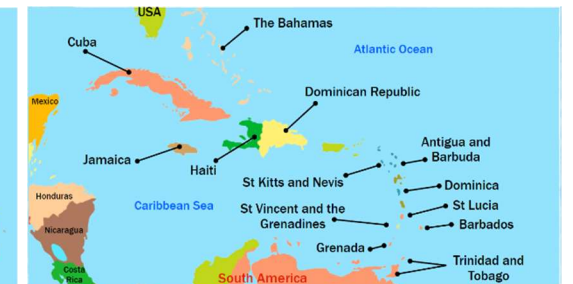 USA
The Bahamas
Cuba
Atlantic Ocean
Dominican Republic
Mexico
Jamaica
Haiti
Antigua and
Barbuda
St Kitts and Nevis
Dominica
Honduras
Caribbean Sea
St Vincent and the
Grenadines
St Lucia
Nicaragua
Barbados
Grenada
Trinidad and
Tobago
Costa
Rica
South America